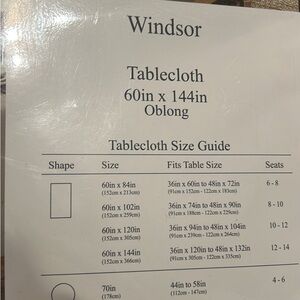 Windsor
Tablecloth
60in x 144in
Oblong
Tablecloth Size Guide
Shape Size Fits Table Size Seats
60in x 84in 36in x 60in to 48in x 72in 6 - 8
(152cm x 213cm) (91cm x 152cm - 122cm x 183cm)
60in x 102in 36in x 74in to 48in x 90in 8 - 10
(152cm x 259cm) (91cm x 188cm - 122cm x 229cm)
60in x 120in 36in x 94in to 48in x 104in 10 - 12
(152cm x 305cm) (91cm x 239cm - 122cm x 264cm)
60in x 144in 36in x 120in to 48in x 132in 12 - 14
(152cm x 366cm) (91cm x 305cm - 122cm x 335cm)
70in 44in to 58in 4 - 6
(178cm) (112cm - 147cm)